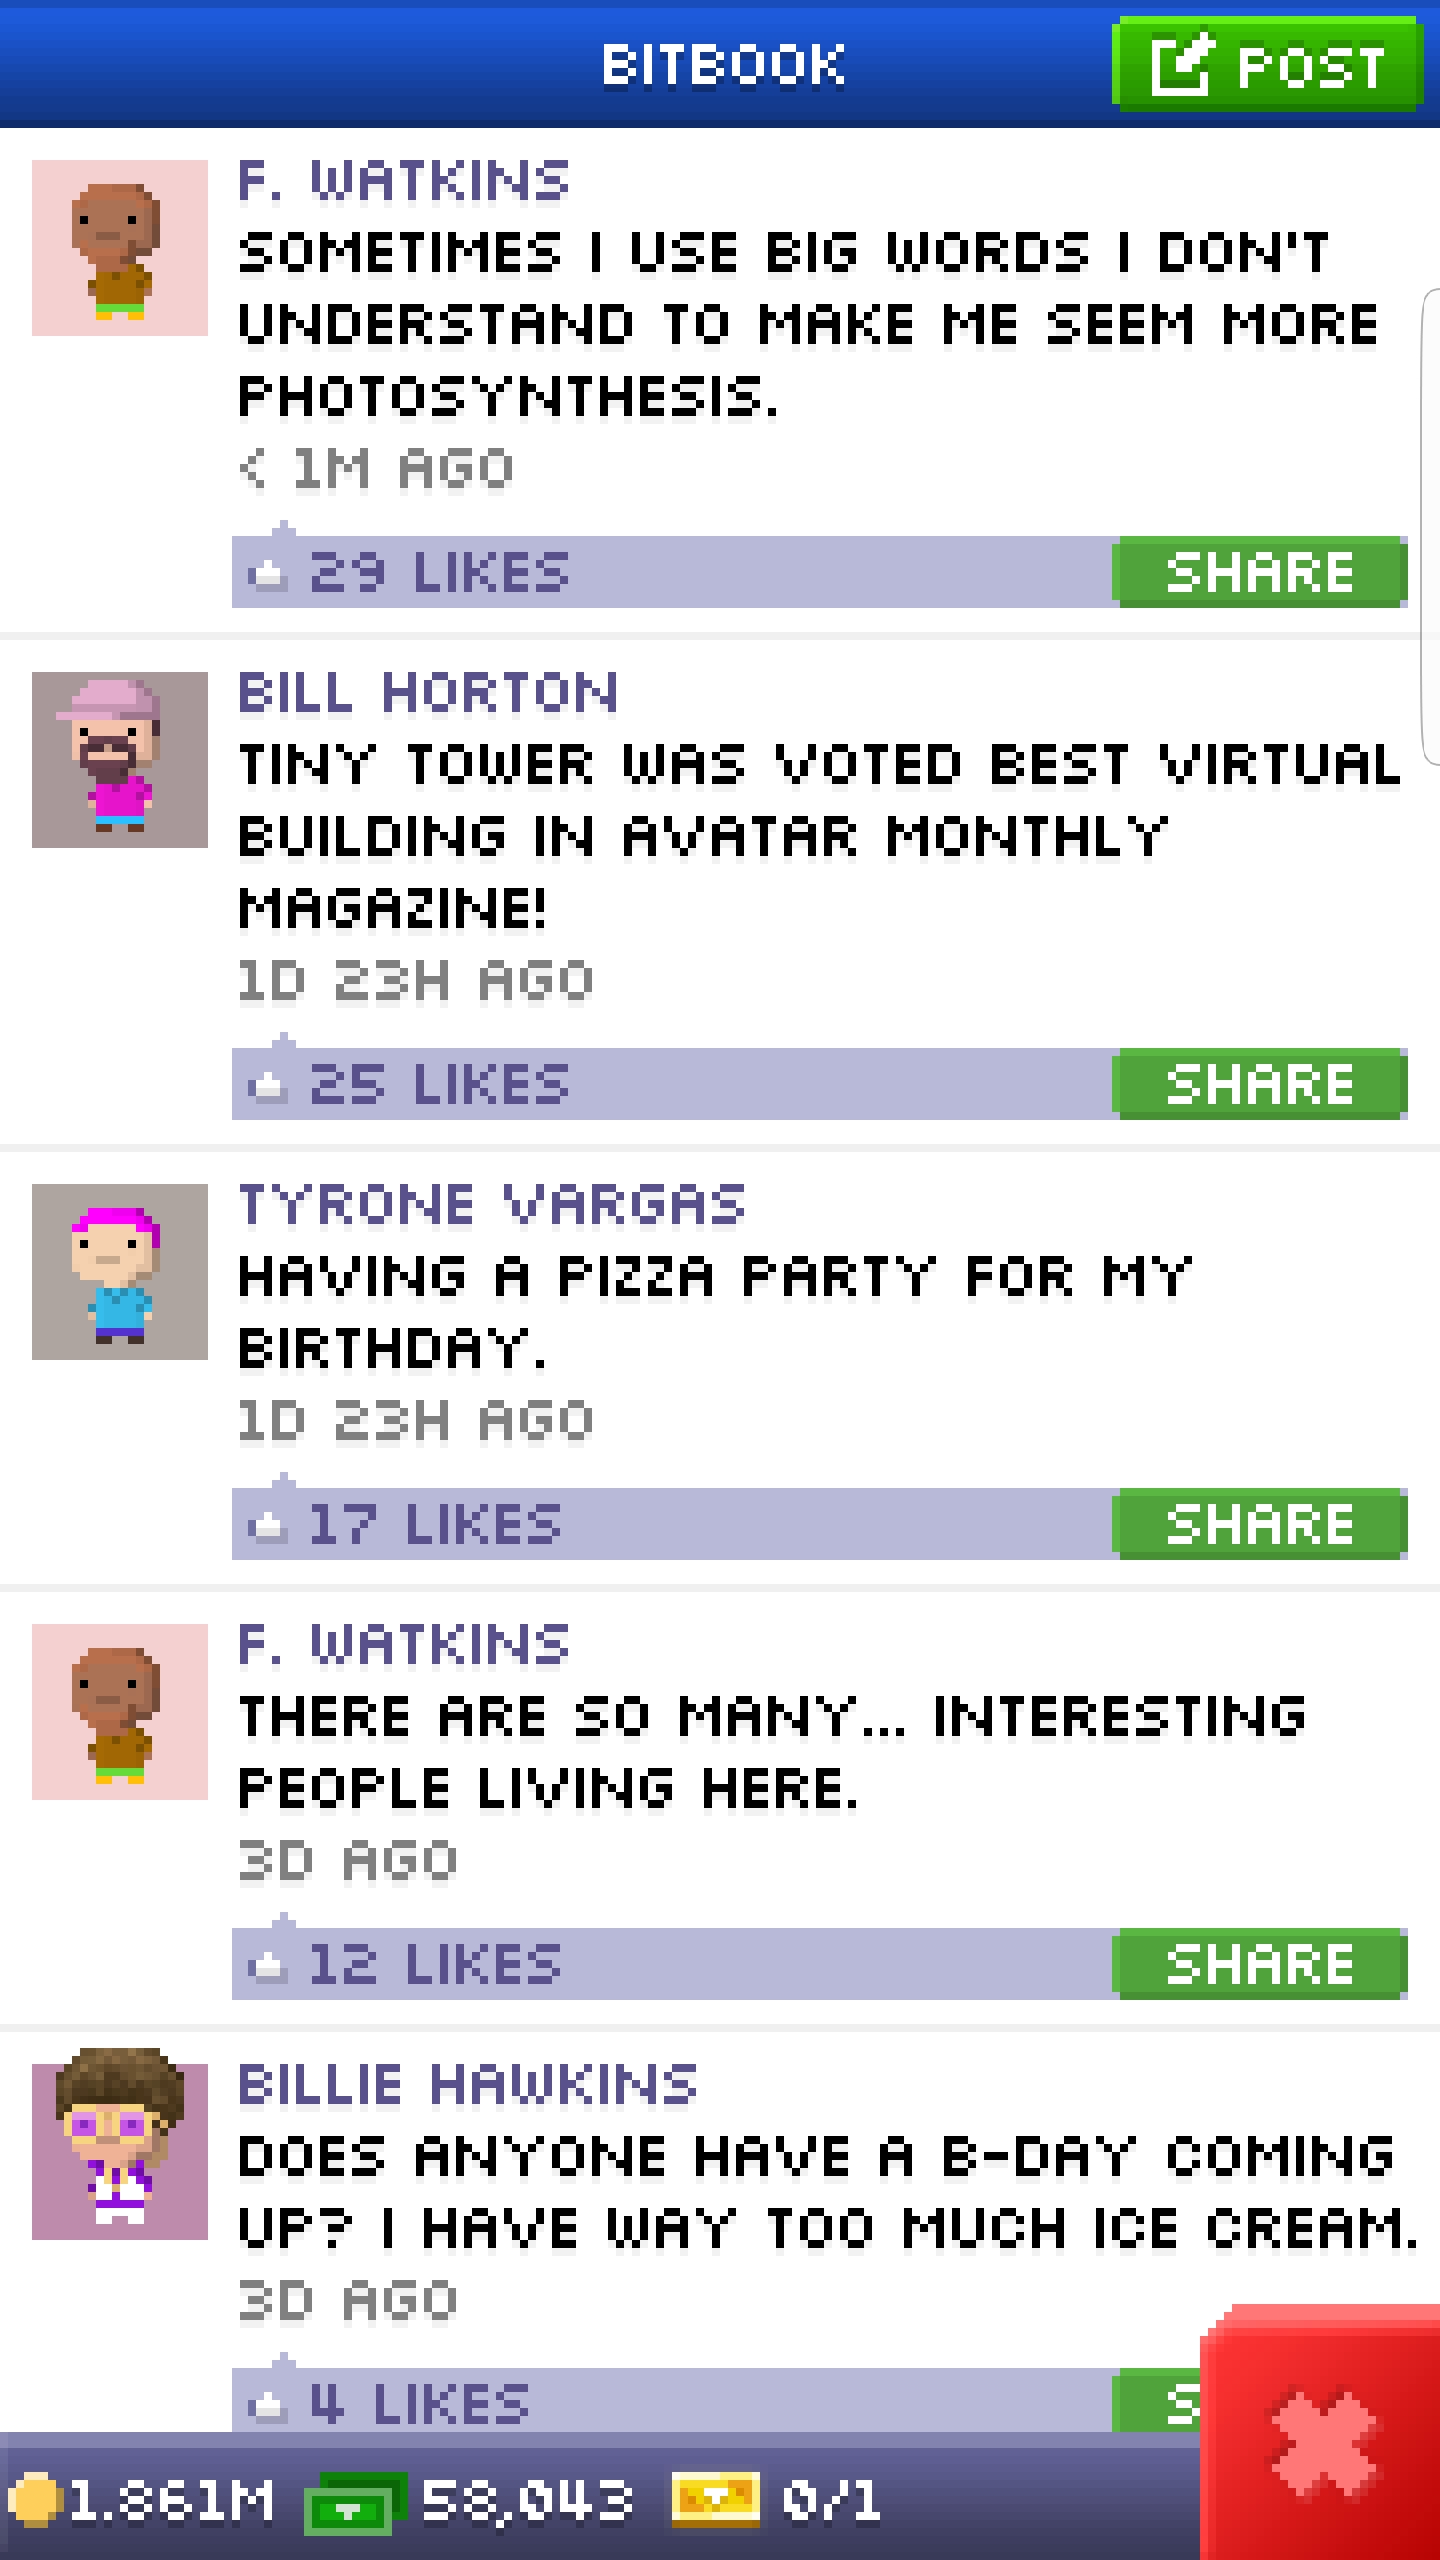 BITBOOK
POST
F. WATKINS
SOMETIMES I USE BIG WORDS I DON'T
UNDERSTAND TO MAKE ME SEEM MORE
PHOTOSYNTHESIS.
< 1M AGO
29 LIKES
SHARE
BILL HORTON
TINY TOWER WAS VOTED BEST VIRTUAL
BUILDING IN AVATAR MONTHLY
MAGAZINE!
1D 23H AGO
25 LIKES
SHARE
TYRONE VARGAS
HAVING A PIZZA PARTY FOR MY
BIRTHDAY.
1D 23H AGO
17 LIKES
SHARE
F. WATKINS
THERE ARE SO MANY... INTERESTING
PEOPLE LIVING HERE.
3D AGO
12 LIKES
SHARE
BILLIE HAWKINS
DOES ANYONE HAVE A B-DAY COMING
UP? I HAVE WAY TOO MUCH ICE CREAM.
3D AGO
4 LIKES
S
1.861M
58,043
0/1